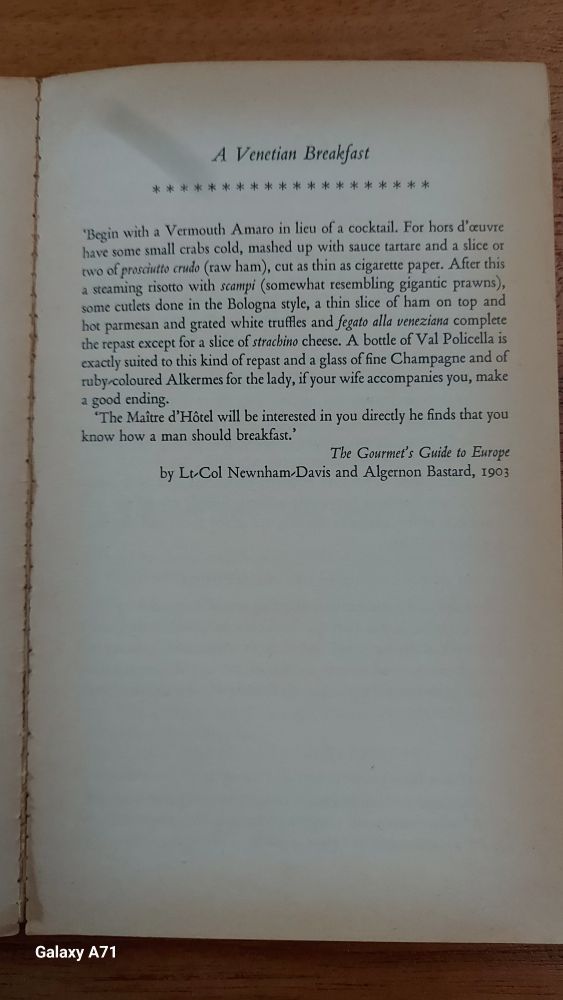 A Venetian Breakfast
* * * * * * * * * * * * * * * * * * * *
‘Begin with a Vermouth Amaro in lieu of a cocktail. For hors d’œuvre
have some small crabs cold, mashed up with sauce tartare and a slice or
two of prosciutto crudo (raw ham), cut as thin as cigarette paper. After this
a steaming risotto with scampi (somewhat resembling gigantic prawns),
some cutlets done in the Bologna style, a thin slice of ham on top and
hot parmesan and grated white truffles and fegato alla veneziana complete
the repast except for a slice of strachino cheese. A bottle of Val Policella is
exactly suited to this kind of repast and a glass of fine Champagne and of
ruby-coloured Alkermes for the lady, if your wife accompanies you, make
a good ending.
‘The Maître d’Hôtel will be interested in you directly he finds that you
know how a man should breakfast.’
The Gourmet’s Guide to Europe
by Lt-Col Newnham-Davis and Algernon Bastard, 1903
Galaxy A71